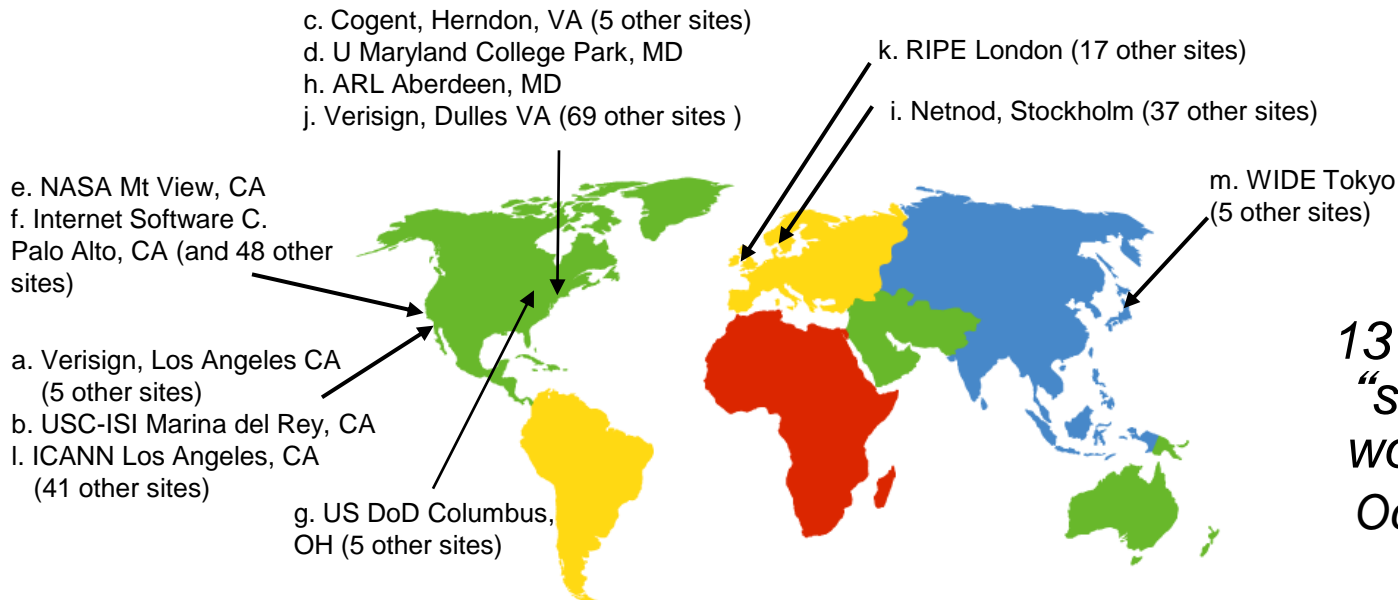 c. Cogent, Herndon, VA (5 other sites)
d. U Maryland College Park, MD
h. ARL Aberdeen, MD
j. Verisign, Dulles VA (69 other sites )
k. RIPE London (17 other sites)
i. Netnod, Stockholm (37 other sites)
m. WIDE Tokyo
(5 other sites)
e. NASA Mt View, CA
f. Internet Software C.
Palo Alto, CA (and 48 other
sites)
a. Verisign, Los Angeles CA
(5 other sites)
b. USC-ISI Marina del Rey, CA
l. ICANN Los Angeles, CA
(41 other sites)
g. US DoD Columbus,
OH (5 other sites)
13